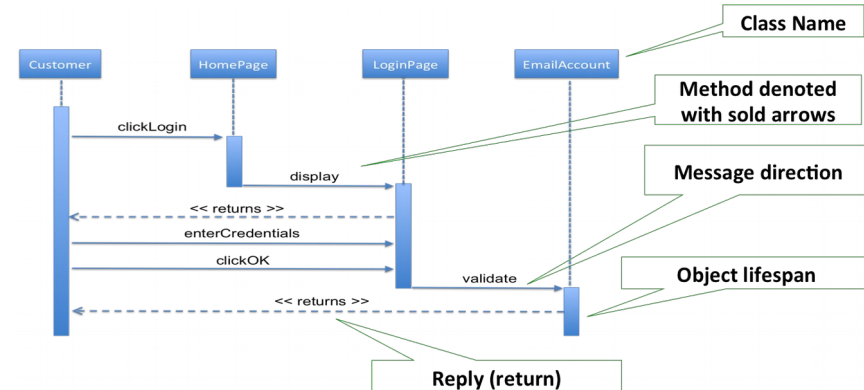 Class Name
Customer
HomePage
LoginPage
EmailAccount
Method denoted
with sold arrows
clickLogin
display
Message direction
<< returns >>
enterCredentials
clickOK
validate
Object lifespan
<< returns >>
Reply (return)